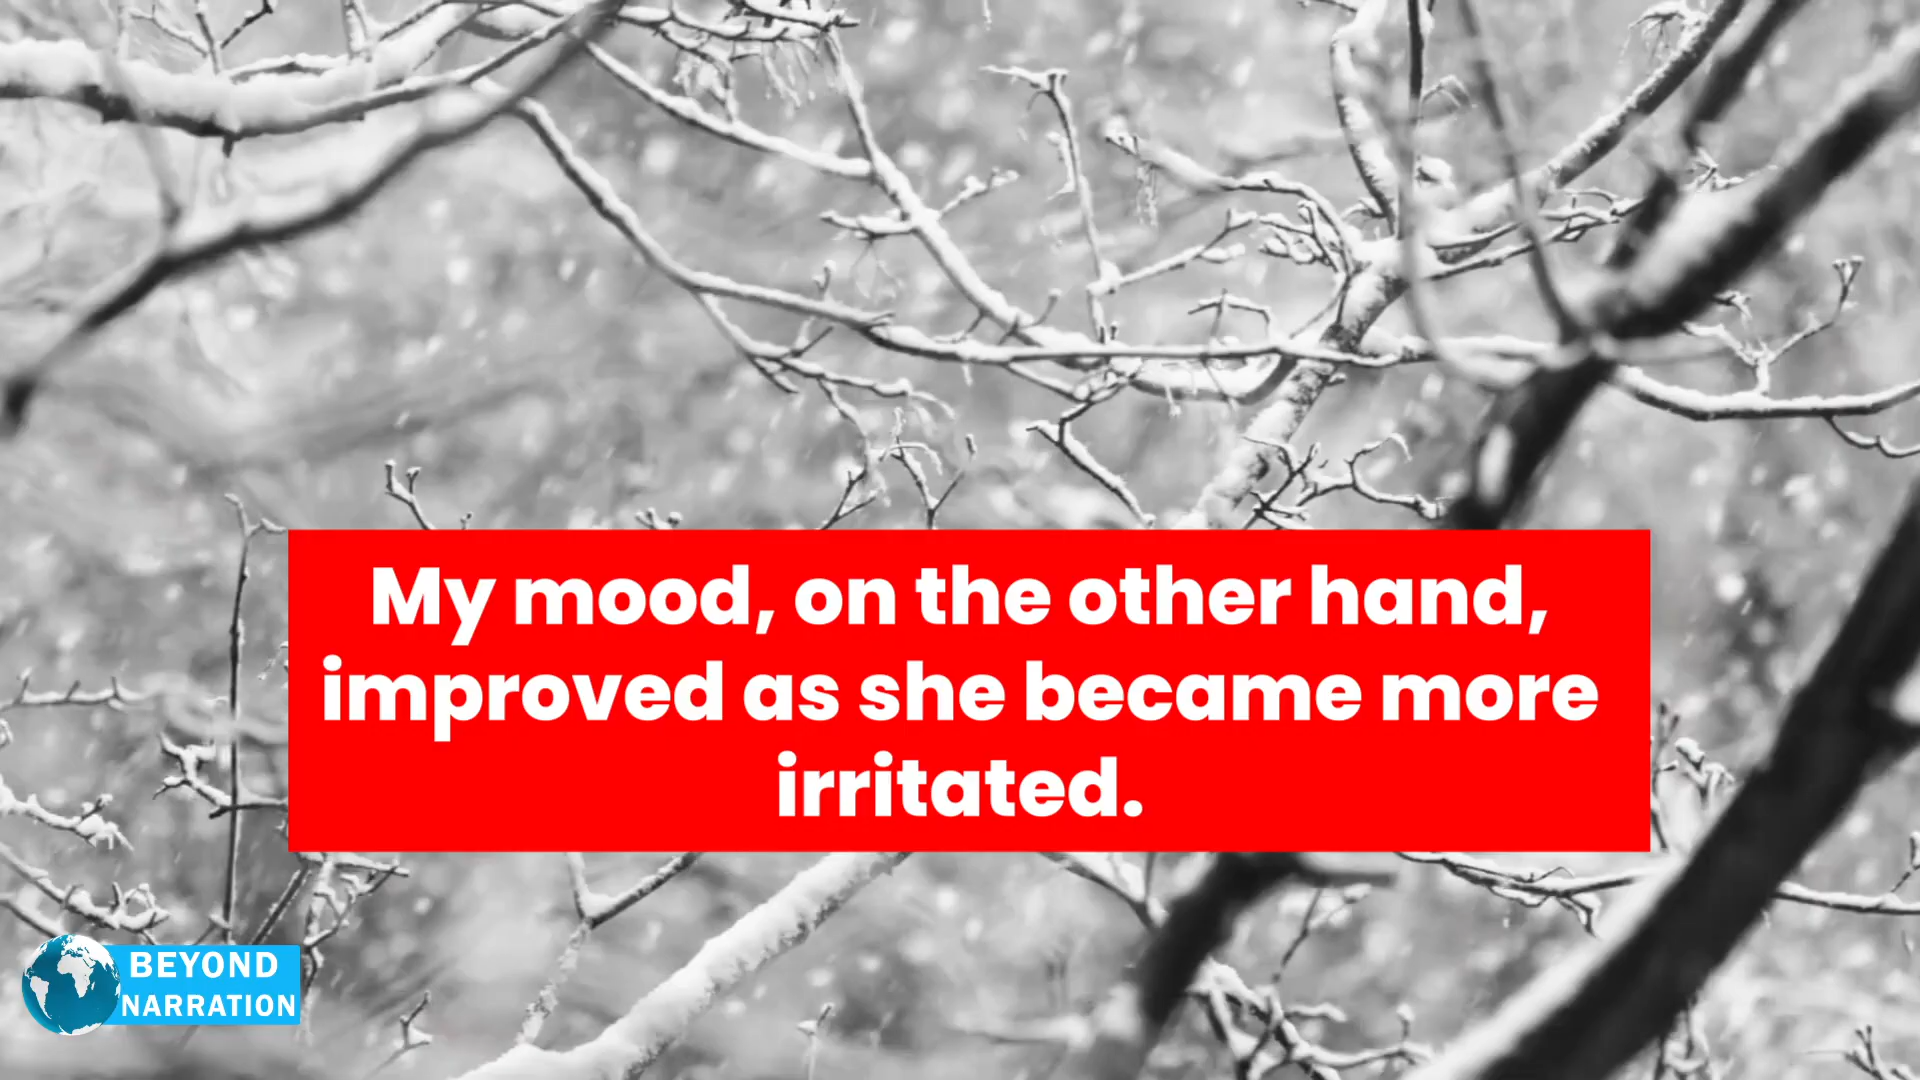 My mood, on the other hand,
improved as she became more
irritated.
BEYOND
NARRATION